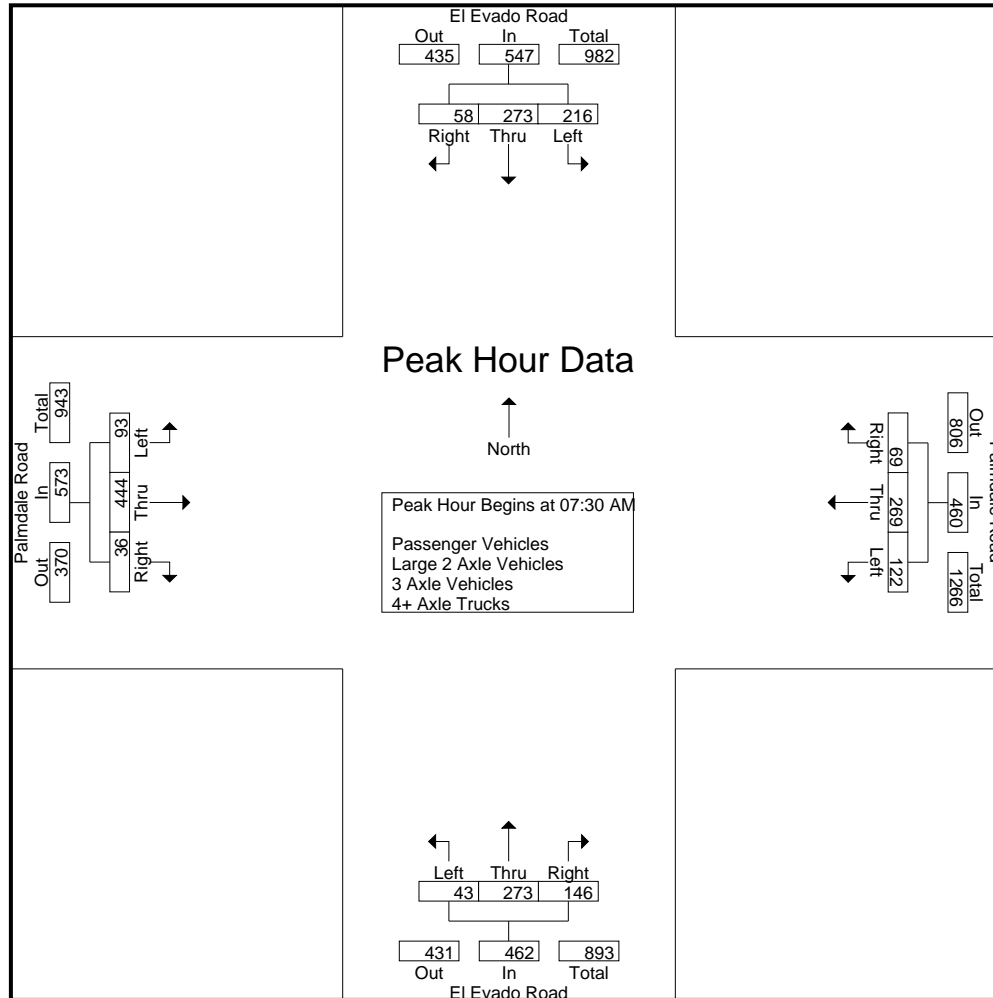 El Evado Road
Out In Total
435 547 982
58 273 216
Right Thru Left
Peak Hour Data
North
Peak Hour Begins at 07:30 AM
Passenger Vehicles
Large 2 Axle Vehicles
3 Axle Vehicles
4+ Axle Trucks
Palmdale Road
Out In Total
370 573 943
36 444 93
Right Thru Left
Out In Total
806 460 1266
69 269 122
Right Thru Left
Left Thru Right
43 273 146
431 462 893
Out In Total
El Evado Road